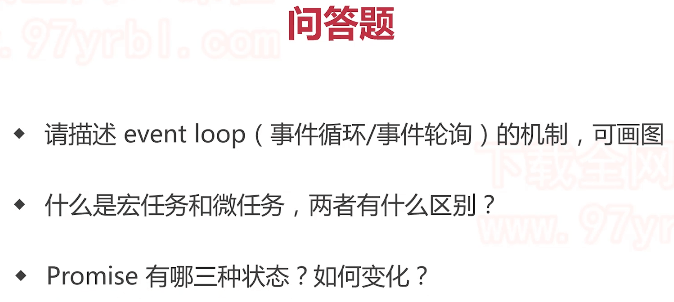 问答题
www.97yrbl.com
◆ 请描述 event loop（事件循环/事件轮询）的机制，可画图
下载全网
◆ 什么是宏任务和微任务，两者有什么区别？
www.97yr
◆ Promise 有哪三种状态？如何变化？